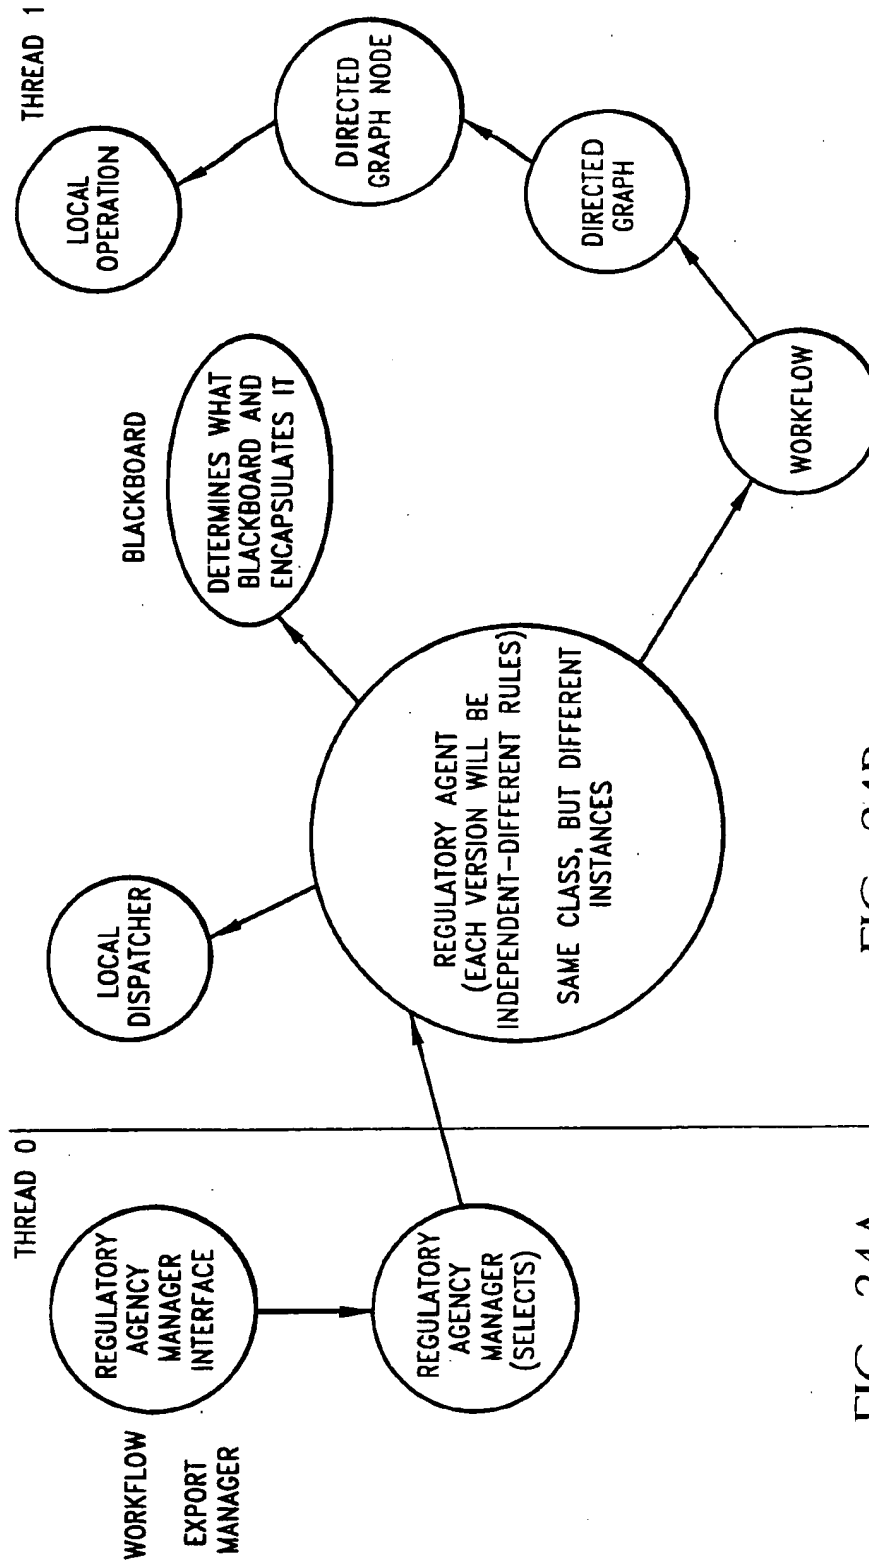 THREAD 0
WORKFLOW
EXPORT
MANAGER
REGULATORY
AGENCY
MANAGER
INTERFACE
REGULATORY
AGENCY
MANAGER
(SELECTS)
THREAD 1
LOCAL
DISPATCHER
BLACKBOARD
DETERMINES WHAT
BLACKBOARD AND
ENCAPSULATES IT
LOCAL
OPERATION
DIRECTED
GRAPH NODE
DIRECTED
GRAPH
WORKFLOW
REGULATORY AGENT
(EACH VERSION WILL BE
INDEPENDENT-DIFFERENT RULES)
SAME CLASS, BUT DIFFERENT
INSTANCES
FIG. 24A
FIG.